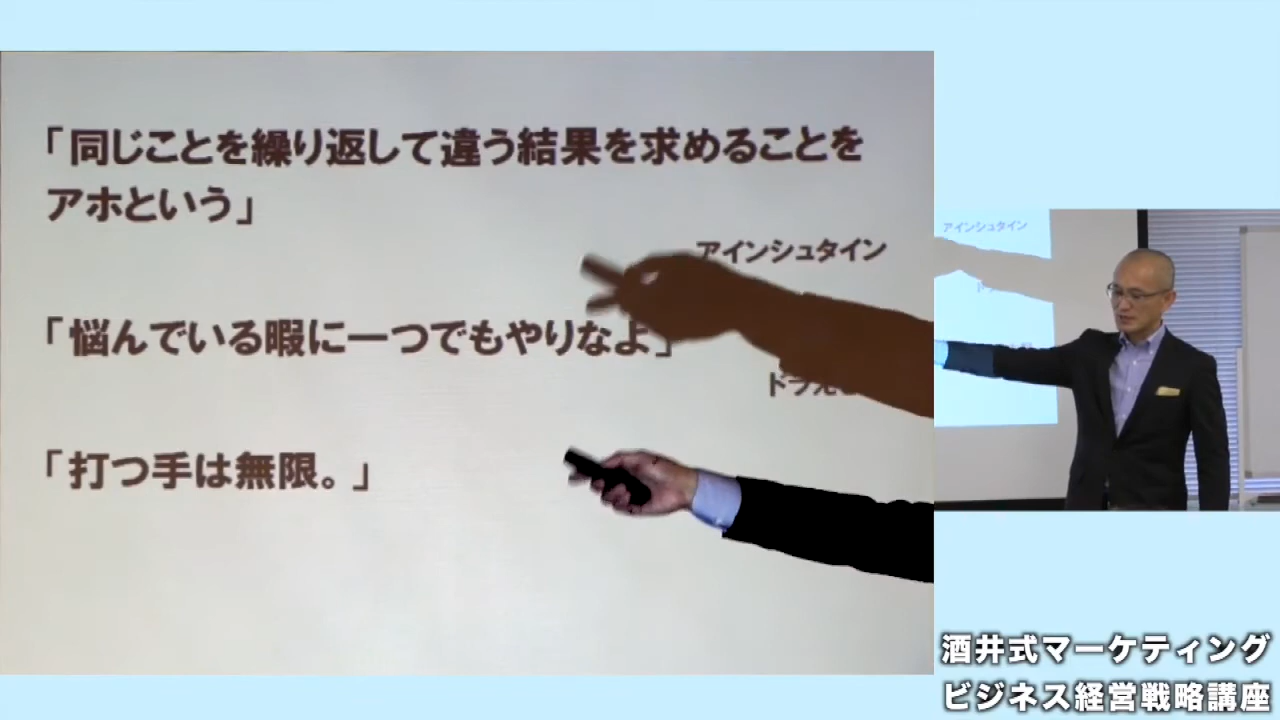 「同じことを繰り返して違う結果を求めることを
アホという」
アインシュタイン
「悩んでいる暇に一つでもやりなよ」
ドラえ
「打つ手は無限。」
アインシュタイン
酒井式マーケティング
ビジネス経営戦略講座